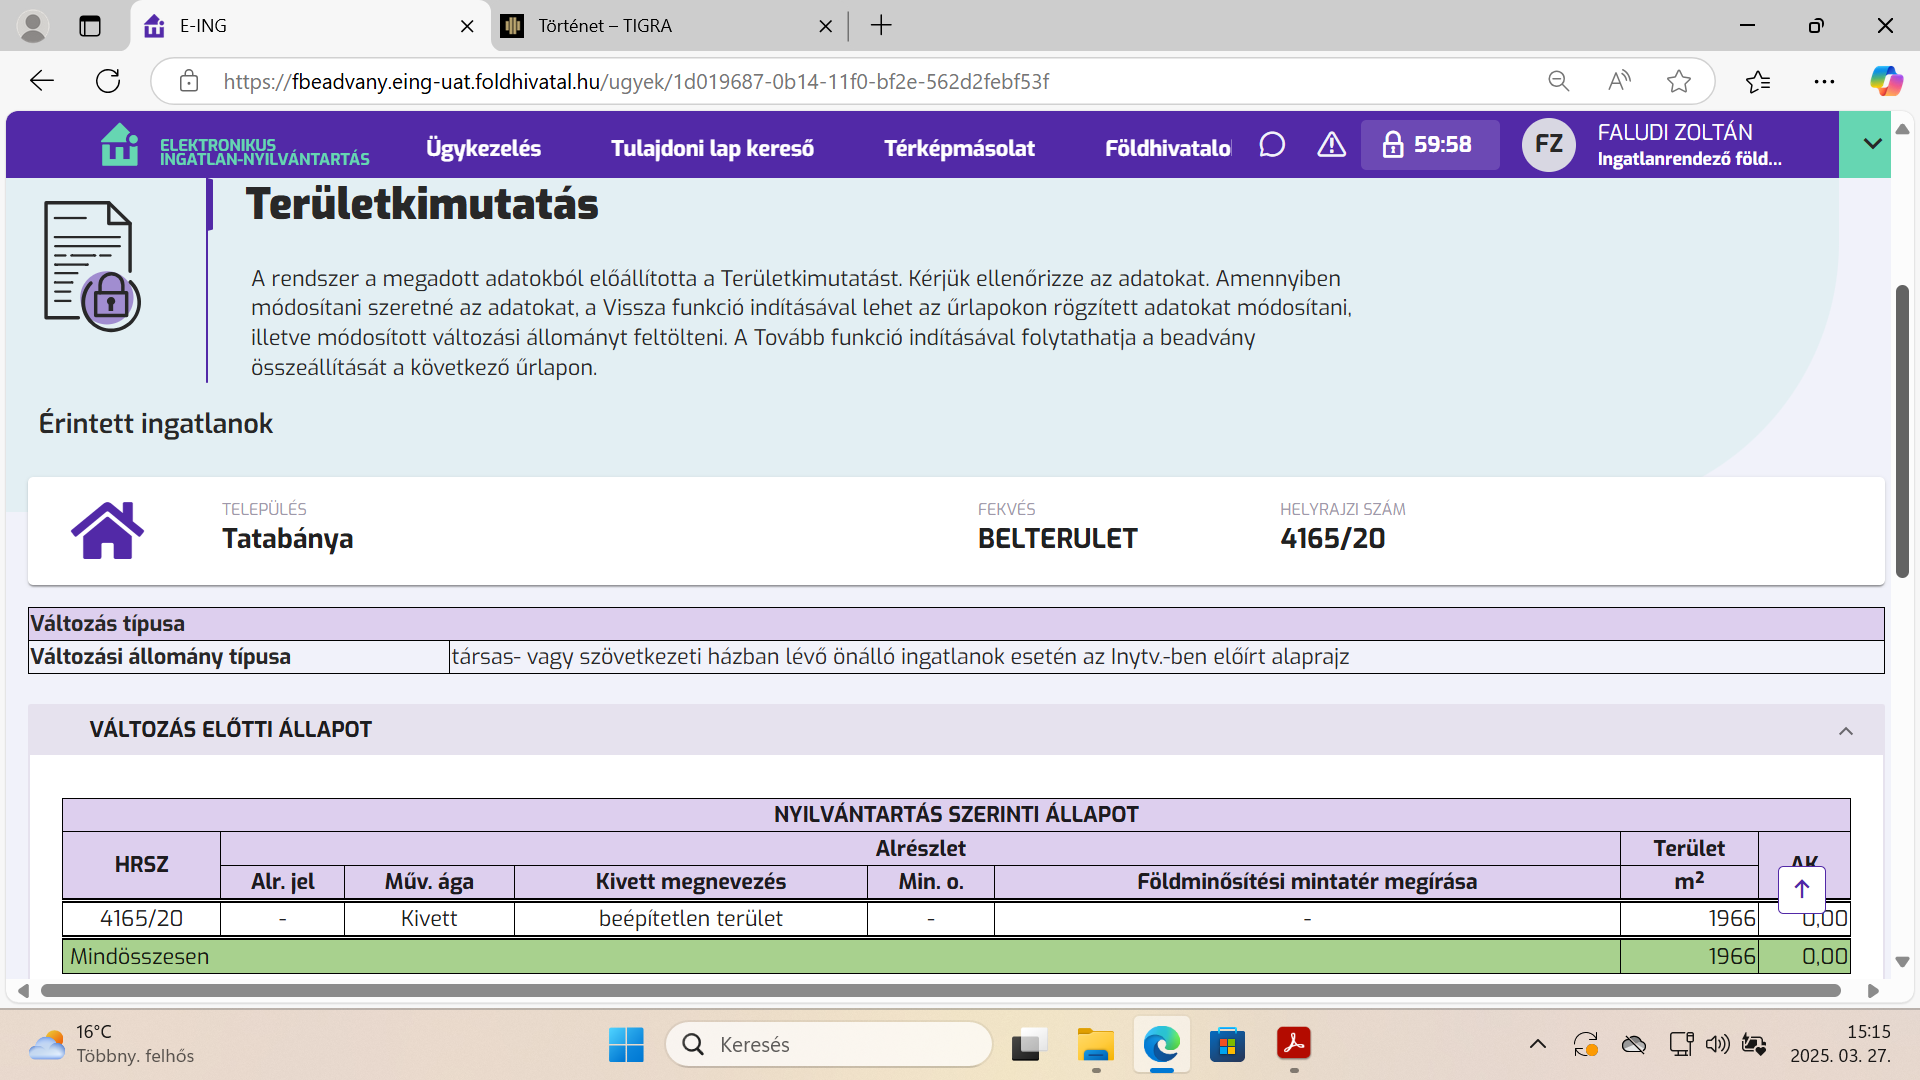 E-ING
Történet – TIGRA
https://fbeadvany.eing-uat.foldhivatal.hu/ugyek/1d019687-0b14-11f0-bf2e-562d2febf53f
ELEKTRONIKUS
INGATLAN-NYILVÁNTARTÁS
Ügykezelés
Tulajdoni lap kereső
Térképmásolat
Földhivatalo
59:58
FZ
FALUDI ZOLTÁN
Ingatlanrendező föld...
Területkimutatás
A rendszer a megadott adatokból előállította a Területkimutatást. Kérjük ellenőrizze az adatokat. Amennyiben
módosítani szeretné az adatokat, a Vissza funkció indításával lehet az űrlapokon rögzített adatokat módosítani,
illetve módosított változási állományt feltölteni. A Tovább funkció indításával folytathatja a beadvány
összeállítását a következő űrlapon.
Érintett ingatlanok
TELEPÜLÉS
Tatabánya
FEKVÉS
BELTERULET
HELYRAJZI SZÁM
4165/20
Változás típusa
Változási állomány típusa
társas- vagy szövetkezeti házban lévő önálló ingatlanok esetén az Inytv.-ben előírt alaprajz
VÁLTOZÁS ELŐTTI ÁLLAPOT
NYILVÁNTARTÁS SZERINTI ÁLLAPOT
HRSZ
Alrészlet
Terület
AK
Alr. jel
Műv. ága
Kivett megnevezés
Min. o.
Földminősítési mintatér megírása
m²
4165/20 - Kivett beépítetlen terület - - 1966 0,00
Mindösszesen 1966 0,00
16°C
Többny. felhős
Keresés
15:15
2025. 03. 27.